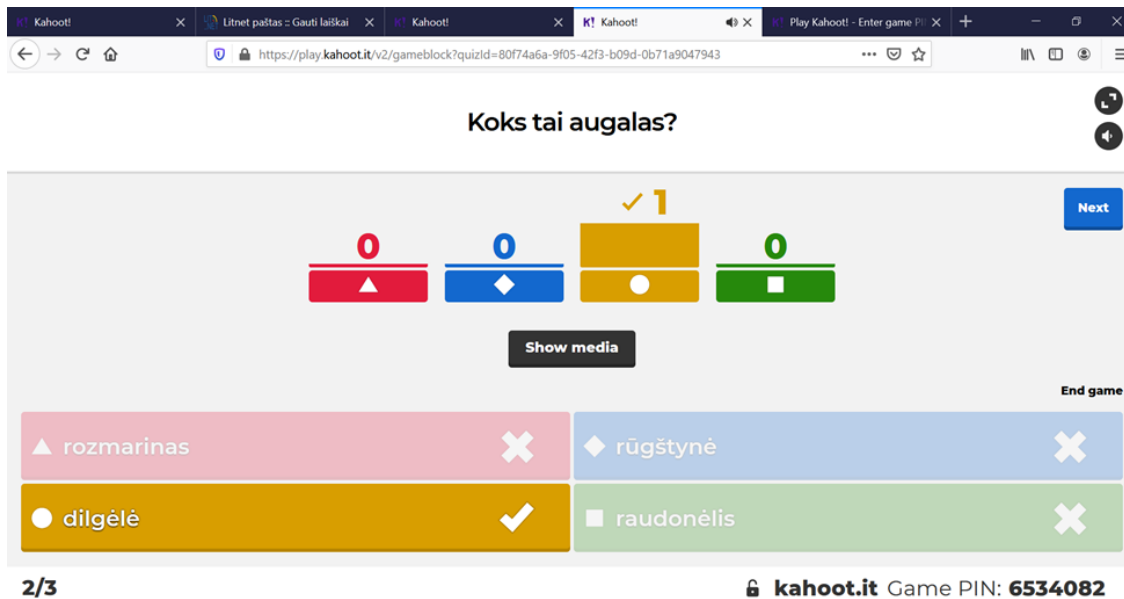 Kahoot! Litnet paštas :: Gauti laiškai Kahoot! Kahoot! Play Kahoot! - Enter game PI
https://play.kahoot.it/v2/gameblock?quizId=80f74a6a-9f05-42f3-b09d-0b71a9047943
Koks tai augalas?
1
Next
0 0 0
Show media
End game
rozmarinas rūgštynė
dilgėlė raudonėlis
2/3 kahoot.it Game PIN: 6534082